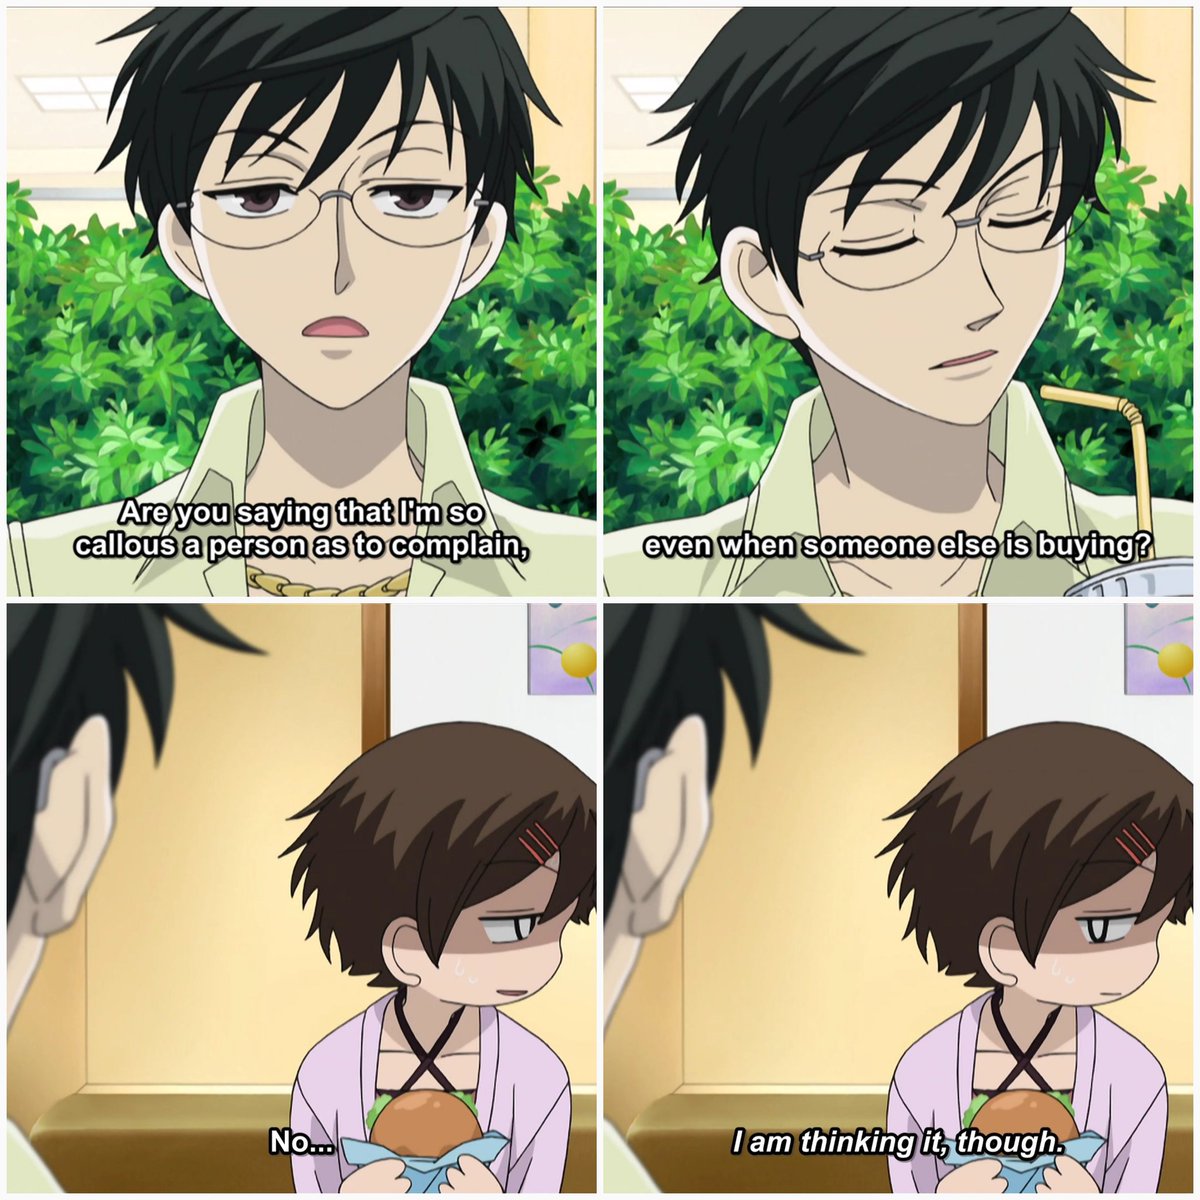 Are you saying that I'm so
callous a person as to complain,
even when someone else is buying?
No...
I am thinking it, though.